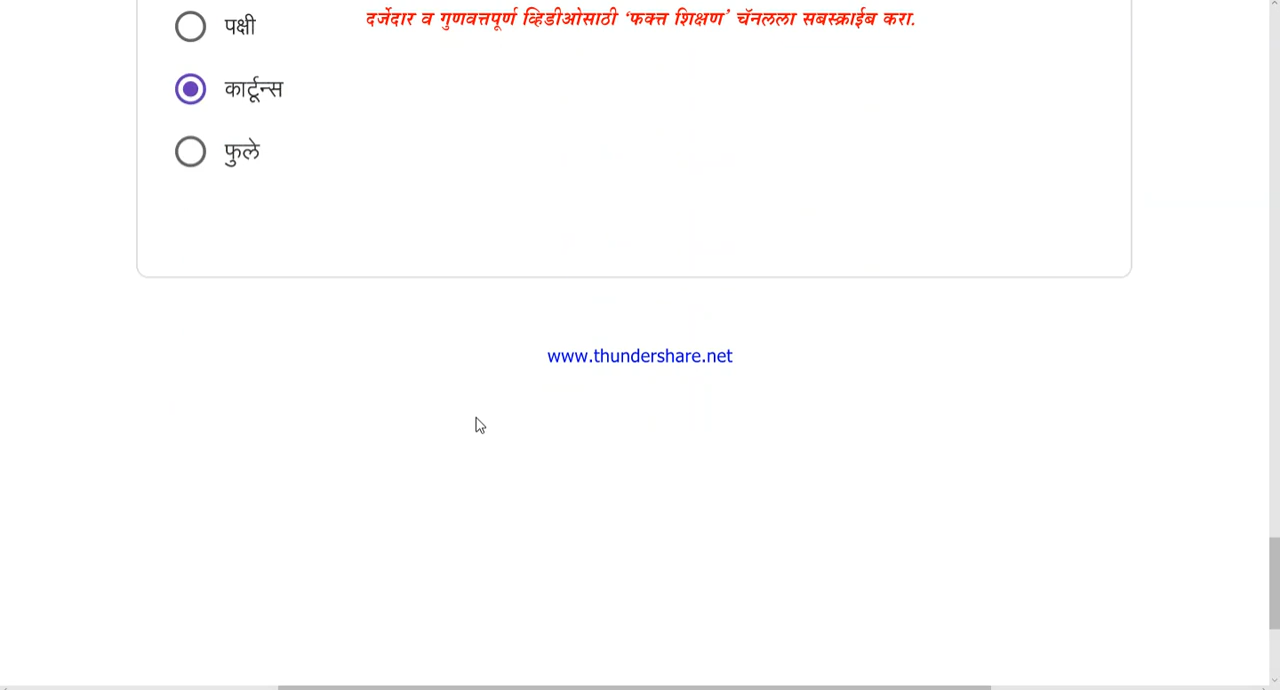 दर्जेदार व गुणवत्तपूर्ण व्हिडीओसाठी ‘फक्त शिक्षण’ चॅनलला सबस्क्राईब करा.
पक्षी
कार्टून्स
फुले
www.thundershare.net